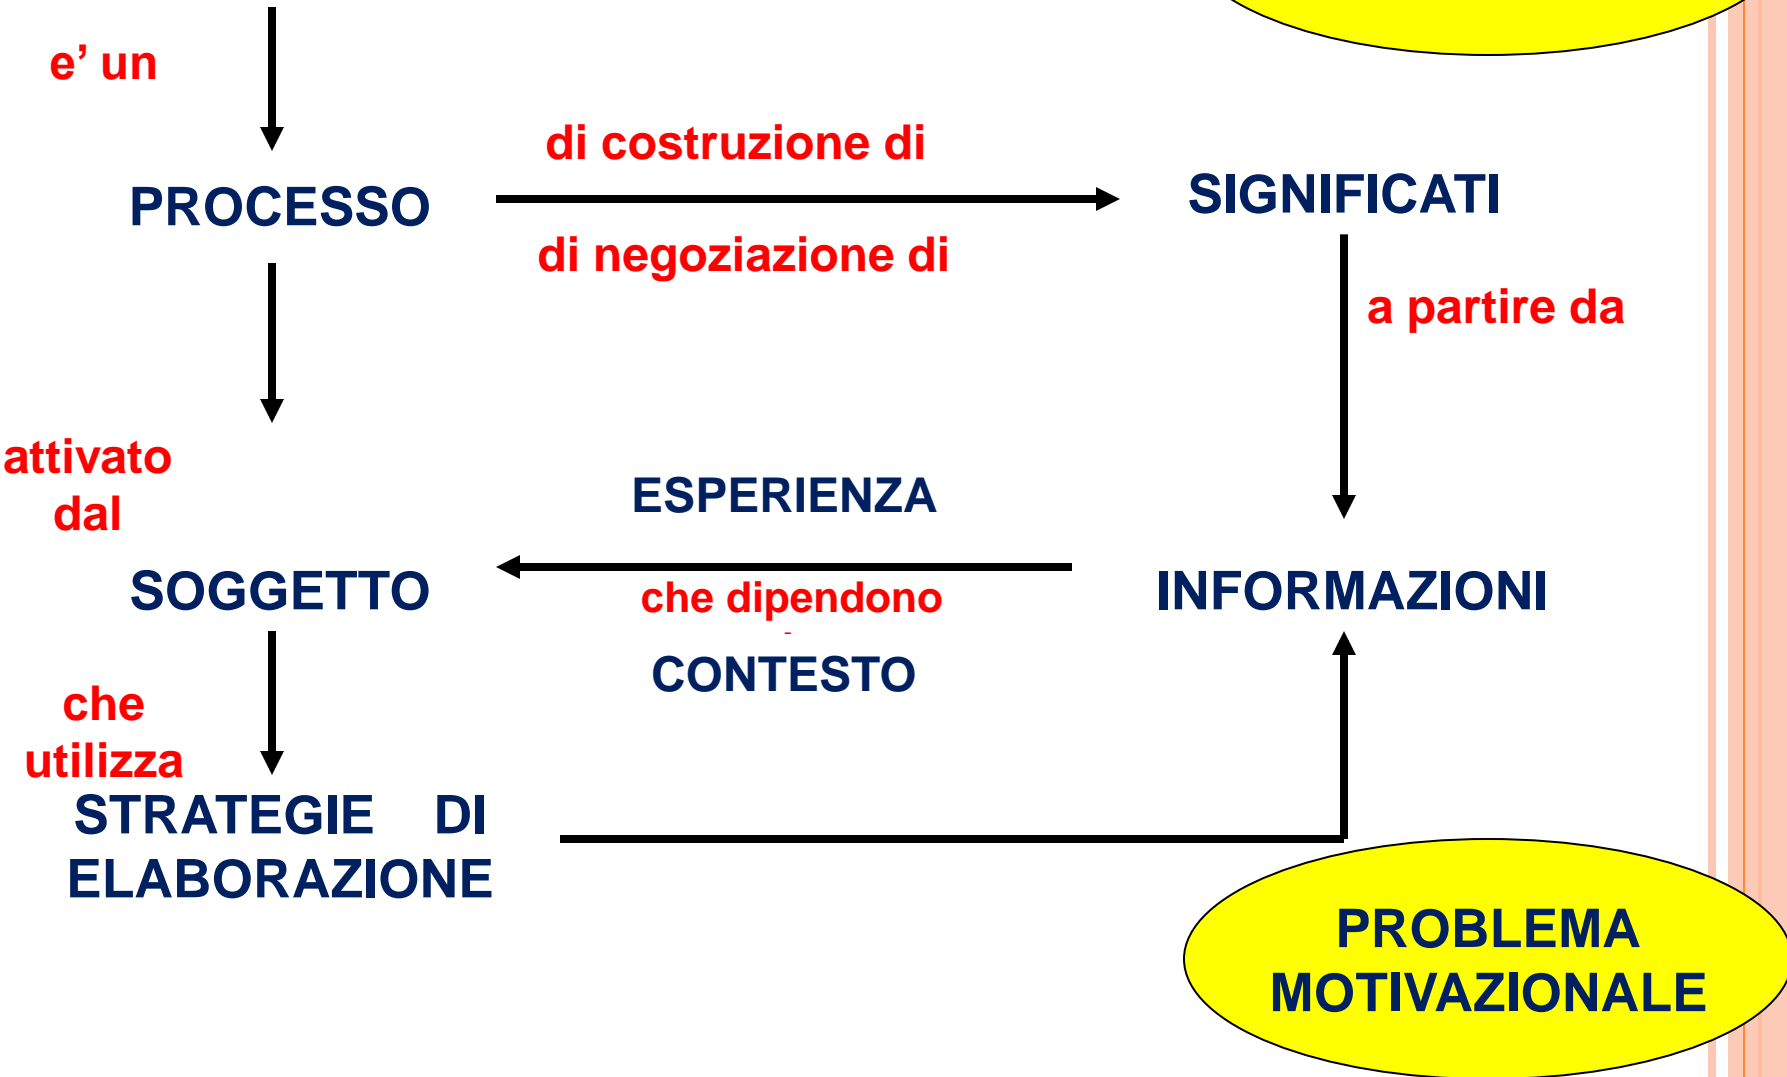 e’ un
di costruzione di
PROCESSO
SIGNIFICATI
di negoziazione di
a partire da
attivato
dal
ESPERIENZA
SOGGETTO
che dipendono
INFORMAZIONI
CONTESTO
che
utilizza
STRATEGIE DI
ELABORAZIONE
PROBLEMA
MOTIVAZIONALE